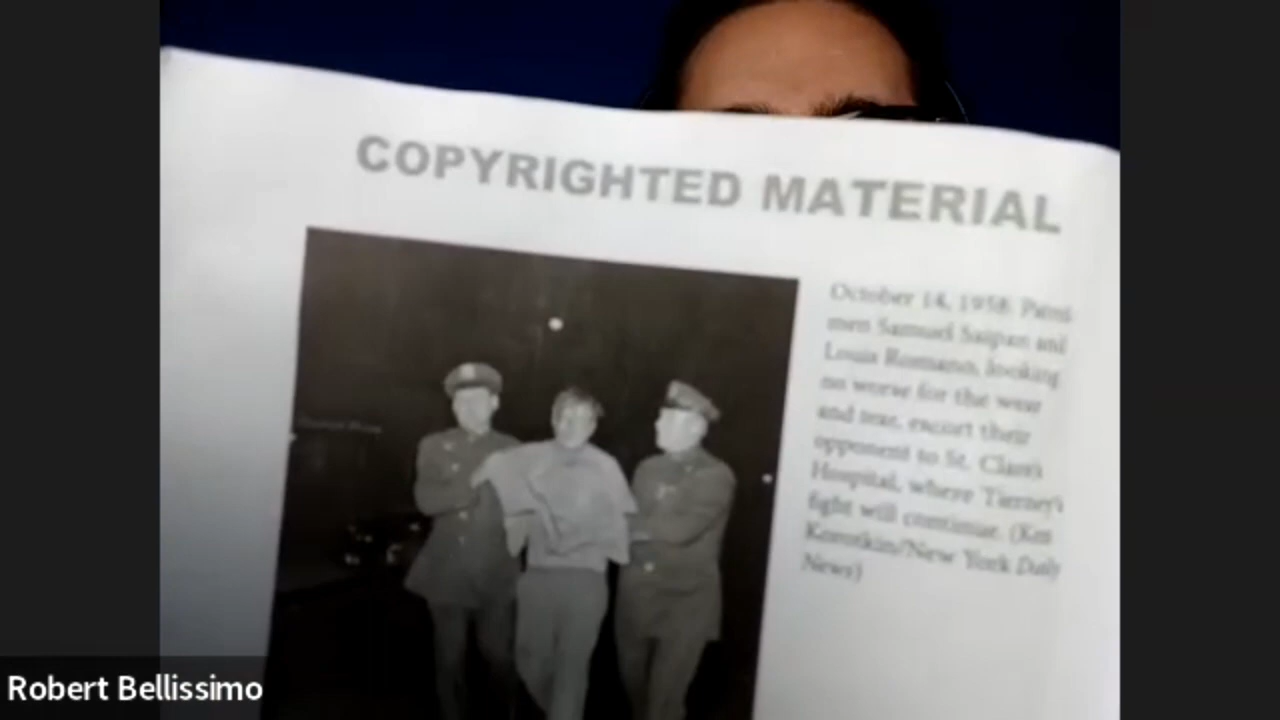 COPYRIGHTED MATERIAL
October 14, 1958: Patrol-
men Samuel Saipan and
Louis Romano, looking
no worse for the wear
and tear, escort their
opponent to St. Clare's
Hospital, where Tierney's
fight will continue. (Ken
Korotkin/New York Daily
News)
Robert Bellissimo